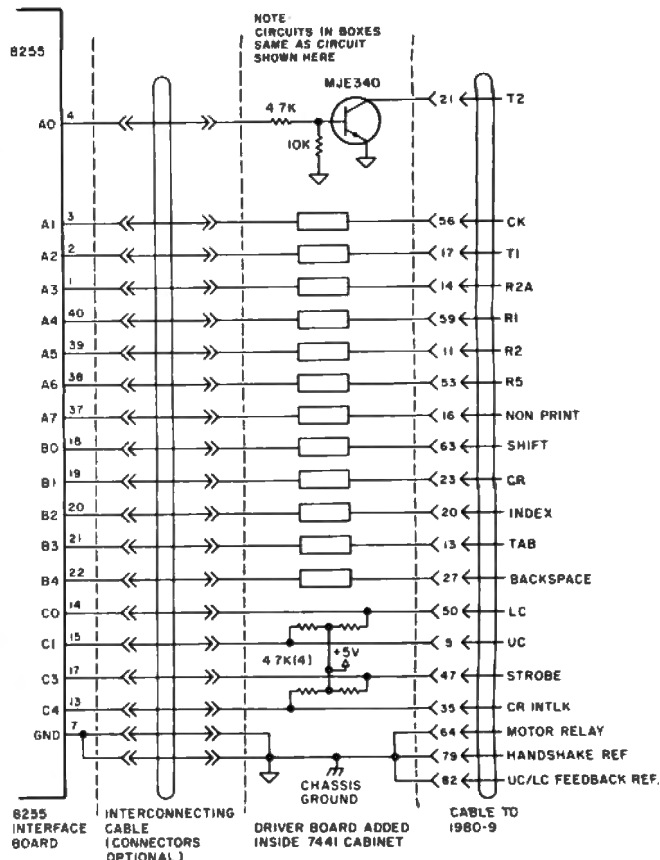 NOTE
CIRCUITS IN BOXES
SAME AS CIRCUIT
SHOWN HERE
8255
MJE340
4.7K
10K
A0 4 21 T2
A1 3 56 CK
A2 2 17 T1
A3 1 14 R2A
A4 40 59 R1
A5 39 11 R2
A6 38 53 R5
A7 37 16 NON PRINT
B0 18 63 SHIFT
B1 19 23 CR
B2 20 20 INDEX
B3 21 13 TAB
B4 22 27 BACKSPACE
C0 14 50 LC
C1 15 5 UC
4.7K(4)
+5V
C3 17 47 STROBE
C4 13 35 CR INTLK
GND 7 64 MOTOR RELAY
79 HANDSHAKE REF
82 UC/LC FEEDBACK REF.
CHASSIS
GROUND
8255
INTERFACE
BOARD
INTERCONNECTING
CABLE
(CONNECTORS
OPTIONAL)
DRIVER BOARD ADDED
INSIDE 7441 CABINET
CABLE TO
1980-9